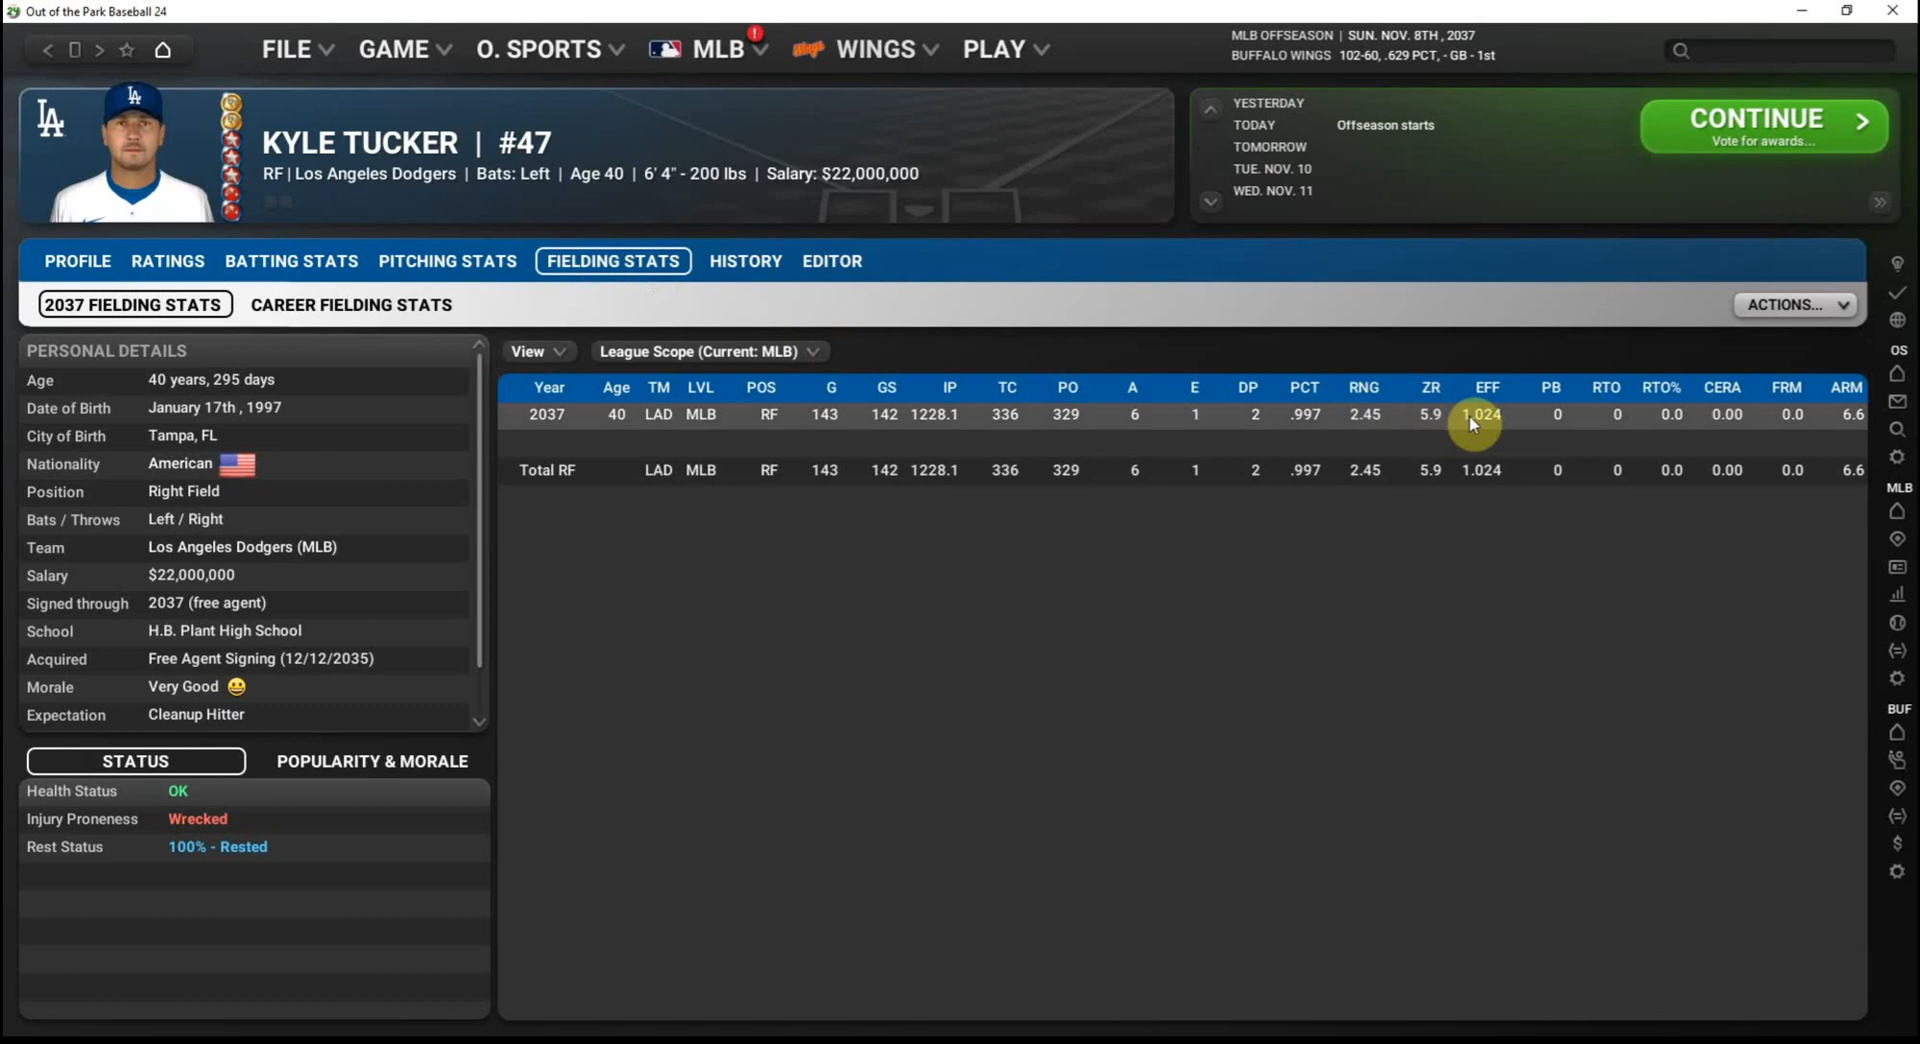 Out of the Park Baseball 24
FILE GAME O. SPORTS MLB WINGS PLAY
MLB OFFSEASON | SUN. NOV. 8TH , 2037
BUFFALO WINGS 102-60, .629 PCT, - GB - 1st
LA
KYLE TUCKER | #47
RF | Los Angeles Dodgers | Bats: Left | Age 40 | 6' 4" - 200 lbs | Salary: $22,000,000
YESTERDAY
TODAY Offseason starts
TOMORROW
TUE. NOV. 10
WED. NOV. 11
CONTINUE
Vote for awards...
PROFILE RATINGS BATTING STATS PITCHING STATS FIELDING STATS HISTORY EDITOR
2037 FIELDING STATS CAREER FIELDING STATS ACTIONS...
PERSONAL DETAILS
Age 40 years, 295 days
Date of Birth January 17th , 1997
City of Birth Tampa, FL
Nationality American
Position Right Field
Bats / Throws Left / Right
Team Los Angeles Dodgers (MLB)
Salary $22,000,000
Signed through 2037 (free agent)
School H.B. Plant High School
Acquired Free Agent Signing (12/12/2035)
Morale Very Good
Expectation Cleanup Hitter
STATUS POPULARITY & MORALE
Health Status OK
Injury Proneness Wrecked
Rest Status 100% - Rested
View League Scope (Current: MLB)
Year Age TM LVL POS G GS IP TC PO A E DP PCT RNG ZR EFF PB RTO RTO% CERA FRM ARM
2037 40 LAD MLB RF 143 142 1228.1 336 329 6 1 2 .997 2.45 5.9 1.024 0 0 0.0 0.00 0.0 6.6
Total RF LAD MLB RF 143 142 1228.1 336 329 6 1 2 .997 2.45 5.9 1.024 0 0 0.0 0.00 0.0 6.6
OS
MLB
BUF